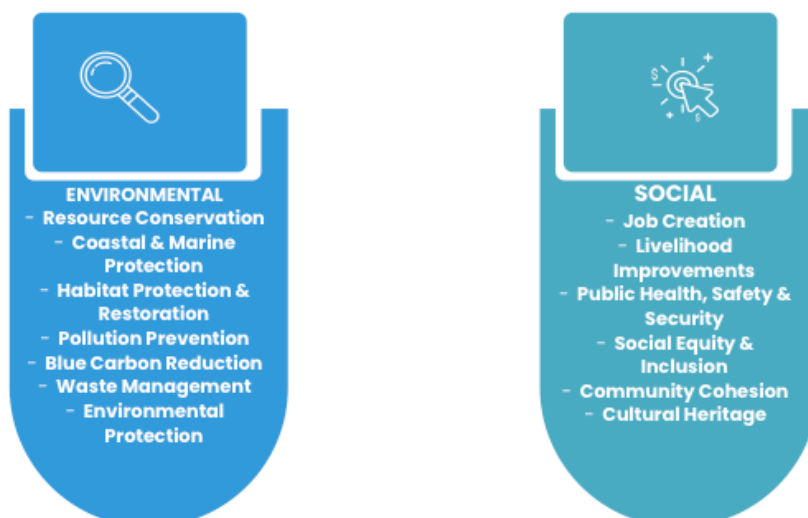 ENVIRONMENTAL
- Resource Conservation
- Coastal & Marine
Protection
- Habitat Protection &
Restoration
- Pollution Prevention
- Blue Carbon Reduction
- Waste Management
- Environmental
Protection
SOCIAL
- Job Creation
- Livelihood
Improvements
- Public Health, Safety &
Security
- Social Equity &
Inclusion
- Community Cohesion
- Cultural Heritage